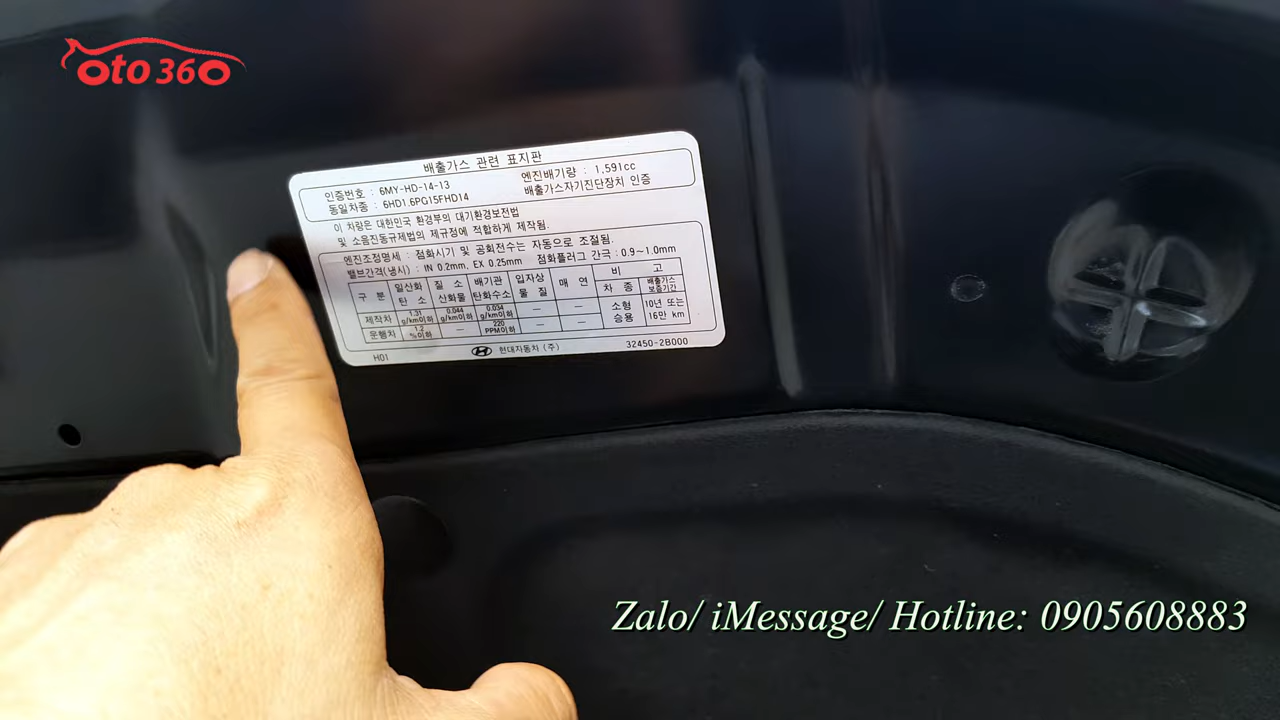 oto 360
배출가스 관련 표지판
인증번호 : 6MY-HD-14-13 엔진배기량 : 1,591cc
동일차종 : 6HD1.6PG15FHD14 배출가스자기진단장치 인증
이 차량은 대한민국 환경부의 대기환경보전법
및 소음진동규제법의 제규정에 적합하게 제작됨.
엔진조정명세 : 점화시기 및 공회전수는 자동으로 조절됨.
밸브간격(냉시) : IN 0.2mm, EX 0.25mm 점화플러그 간극 : 0.9~1.0mm
구 분 일산화탄 소 질 소산화물 배기관탄화수소 입자상물 질 매 연 비 고
차 종 배출가스보증기간
제작차 1.31g/km이하 0.044g/km이하 0.034g/km이하 — — 소형승용 10년 또는16만 km
운행차 1.2%이하 — 220PPM이하 — —
HD1 현대자동차 (주) 32450-2B000
Zalo/ iMessage/ Hotline: 0905608883